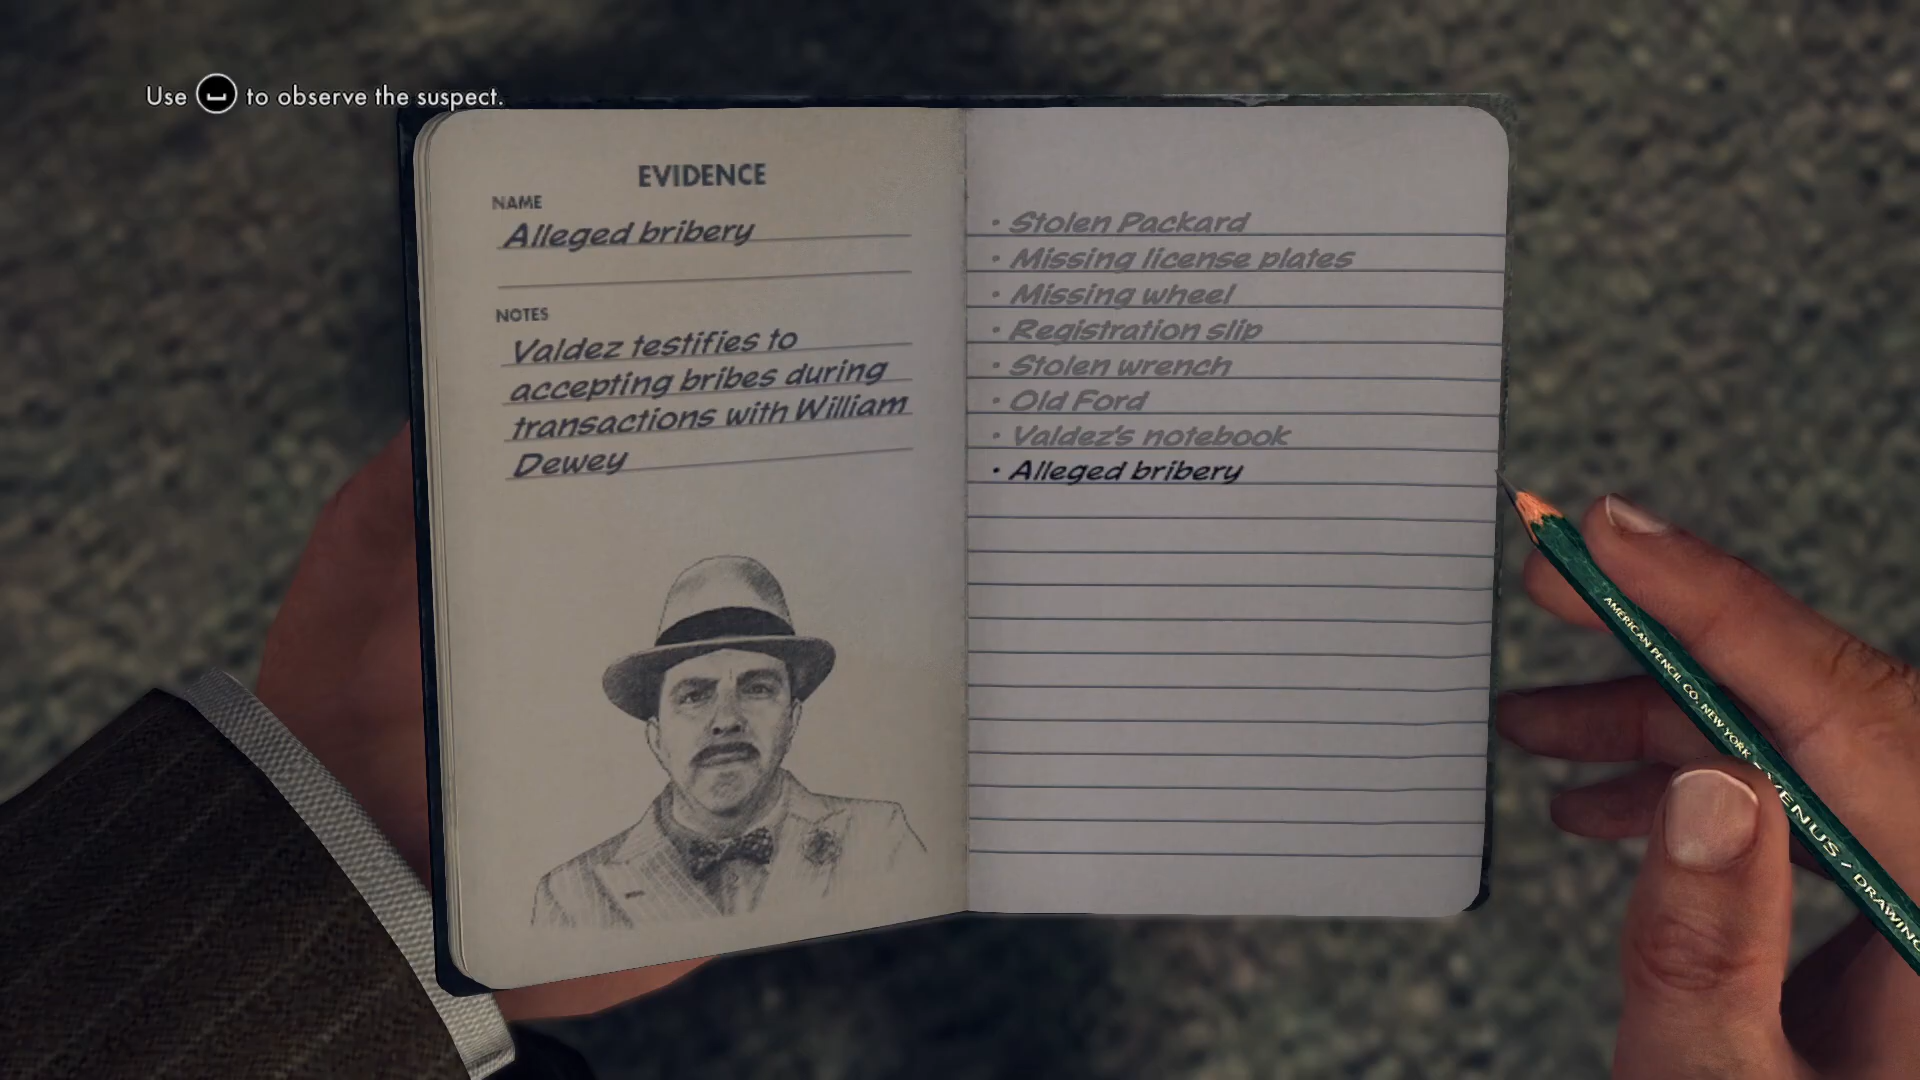 Use ␣ to observe the suspect.
EVIDENCE
NAME
Alleged bribery
NOTES
Valdez testifies to
accepting bribes during
transactions with William
Dewey
• Stolen Packard
• Missing license plates
• Missing wheel
• Registration slip
• Stolen wrench
• Old Ford
• Valdez's notebook
• Alleged bribery
AMERICAN PENCIL CO. NEW YORK VENUS / DRAWING